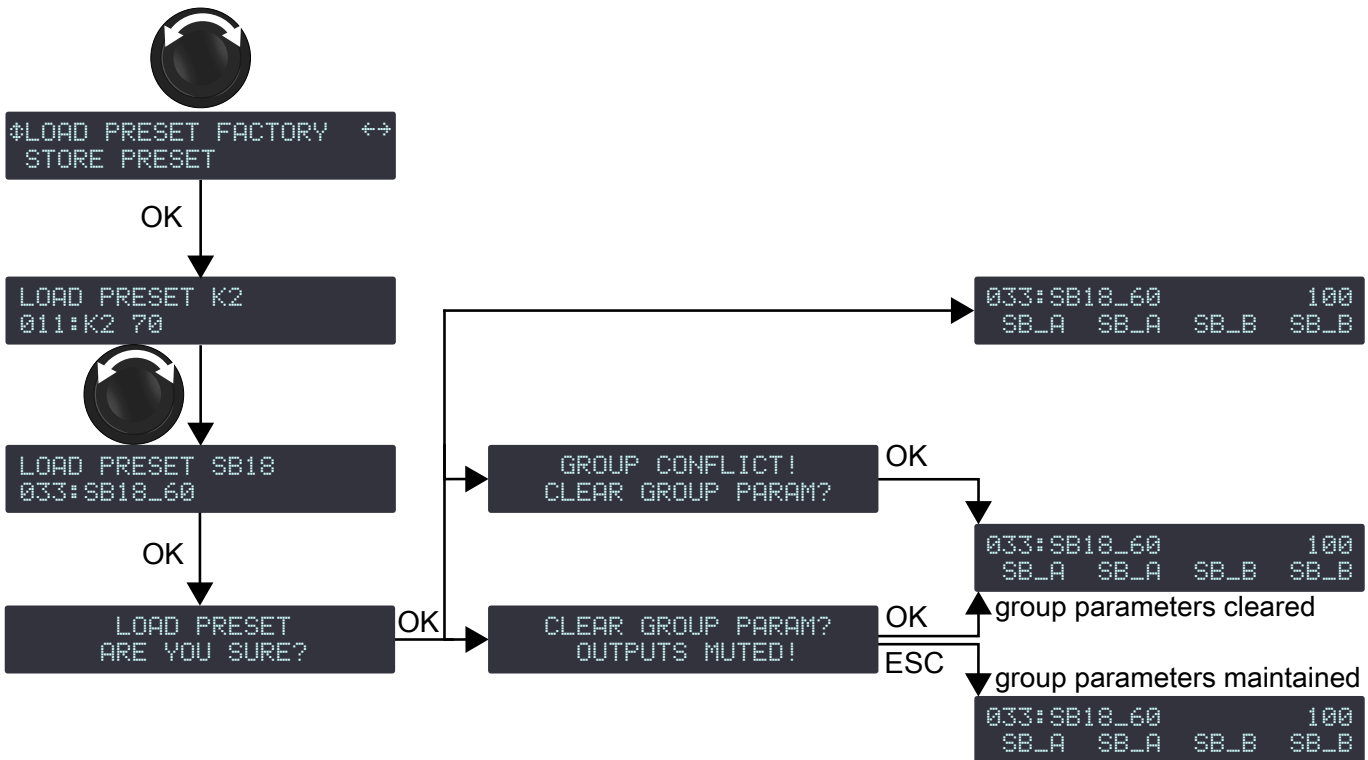 ⇕LOAD PRESET FACTORY ←→
STORE PRESET
OK
LOAD PRESET K2
011:K2 70
033:SB18_60 100
SB_A SB_A SB_B SB_B
LOAD PRESET SB18
033:SB18_60
GROUP CONFLICT!
CLEAR GROUP PARAM?
OK
OK
033:SB18_60 100
SB_A SB_A SB_B SB_B
group parameters cleared
LOAD PRESET
ARE YOU SURE?
OK
CLEAR GROUP PARAM?
OUTPUTS MUTED!
OK
ESC
group parameters maintained
033:SB18_60 100
SB_A SB_A SB_B SB_B